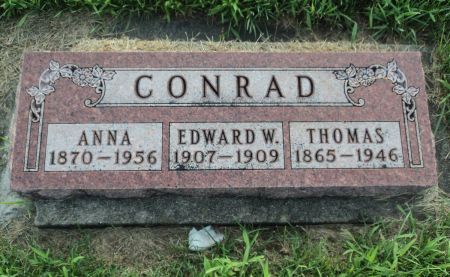 CONRAD
ANNA EDWARD W. THOMAS
1870–1956 1907–1909 1865–1946